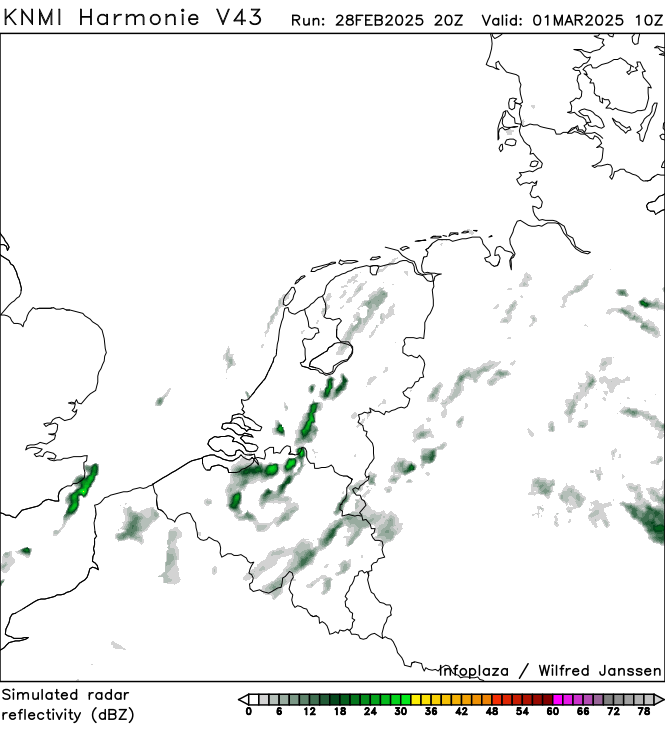 KNMI Harmonie V43 Run: 28FEB2025 20Z Valid: 01MAR2025 10Z
infoplaza / Wilfred Janssen
Simulated radar
reflectivity (dBZ)
0 6 12 18 24 30 36 42 48 54 60 66 72 78